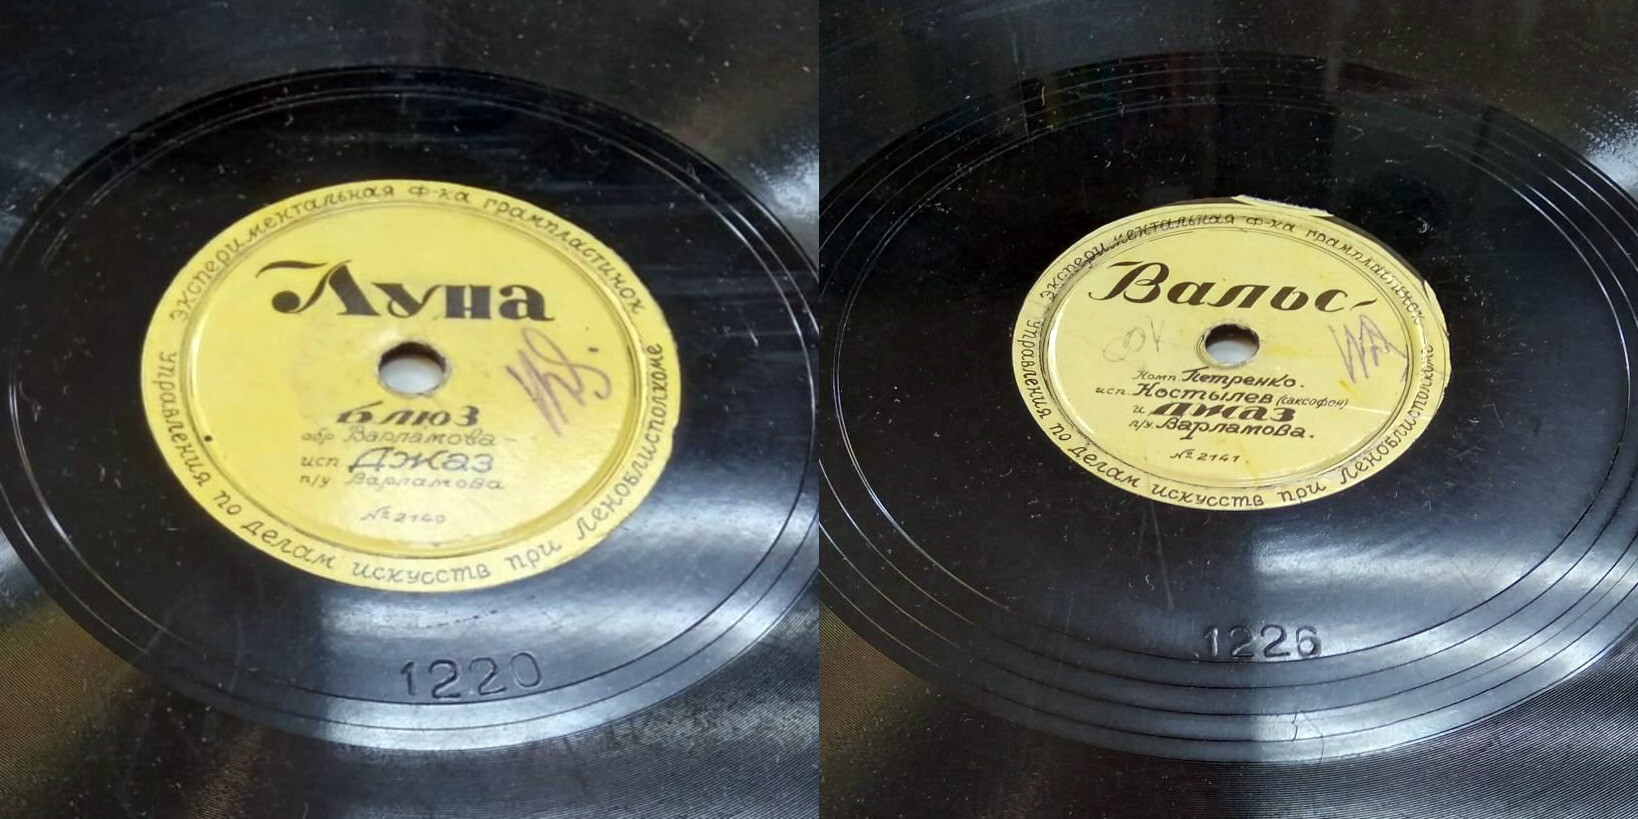 экспериментальная ф-ка грампластинок
управления по делам искусств при Леноблисполкоме
Луна
блюз
обр Варламова-
исп Джаз
п/у Варламова
№ 2140
1220
экспериментальная ф-ка грампластинок
управления по делам искусств при Леноблисполкоме
Вальс-
Комп. Петренко.
исп. Костылев (саксофон)
и джаз
п/у. Варламова.
№ 2141
1226